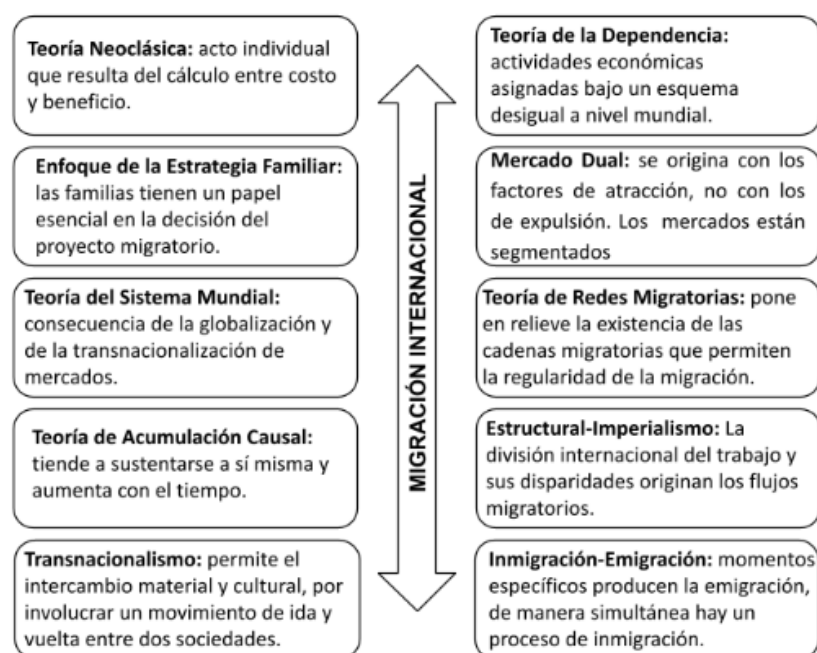 Teoría Neoclásica: acto individual
que resulta del cálculo entre costo
y beneficio.
Enfoque de la Estrategia Familiar:
las familias tienen un papel
esencial en la decisión del
proyecto migratorio.
Teoría del Sistema Mundial:
consecuencia de la globalización y
de la transnacionalización de
mercados.
Teoría de Acumulación Causal:
tiende a sustentarse a sí misma y
aumenta con el tiempo.
Transnacionalismo: permite el
intercambio material y cultural, por
involucrar un movimiento de ida y
vuelta entre dos sociedades.
MIGRACIÓN INTERNACIONAL
Teoría de la Dependencia:
actividades económicas
asignadas bajo un esquema
desigual a nivel mundial.
Mercado Dual: se origina con los
factores de atracción, no con los
de expulsión. Los mercados están
segmentados
Teoría de Redes Migratorias: pone
en relieve la existencia de las
cadenas migratorias que permiten
la regularidad de la migración.
Estructural-Imperialismo: La
división internacional del trabajo y
sus disparidades originan los flujos
migratorios.
Inmigración-Emigración: momentos
específicos producen la emigración,
de manera simultánea hay un
proceso de inmigración.